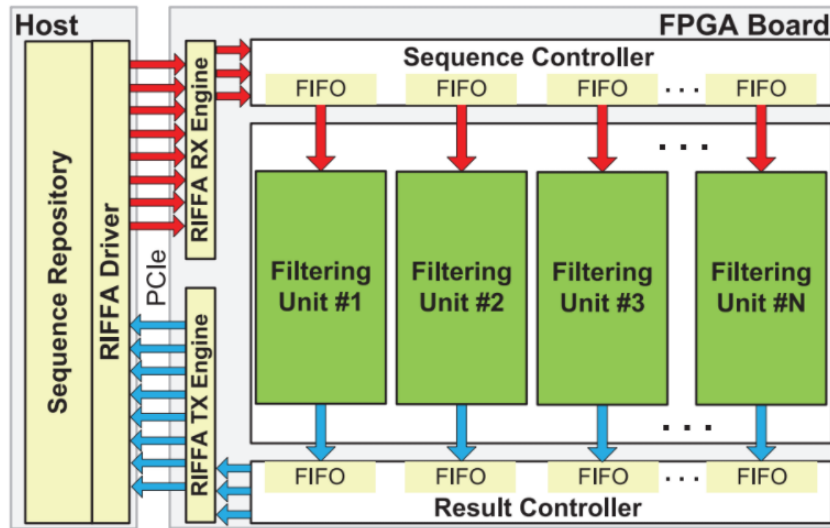 Host
FPGA Board
Sequence Repository
RIFFA Driver
PCIe
RIFFA RX Engine
RIFFA TX Engine
Sequence Controller
FIFO FIFO FIFO ... FIFO
...
Filtering
Unit #1
Filtering
Unit #2
Filtering
Unit #3
Filtering
Unit #N
...
FIFO FIFO FIFO ... FIFO
Result Controller